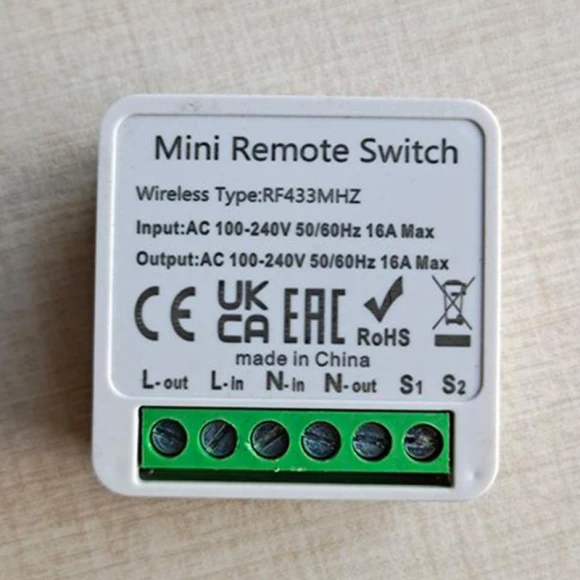 Mini Remote Switch
Wireless Type:RF433MHZ
Input:AC 100-240V 50/60Hz 16A Max
Output:AC 100-240V 50/60Hz 16A Max
CE UK CA EAC RoHS
made in China
L-out L-in N-in N-out S1 S2